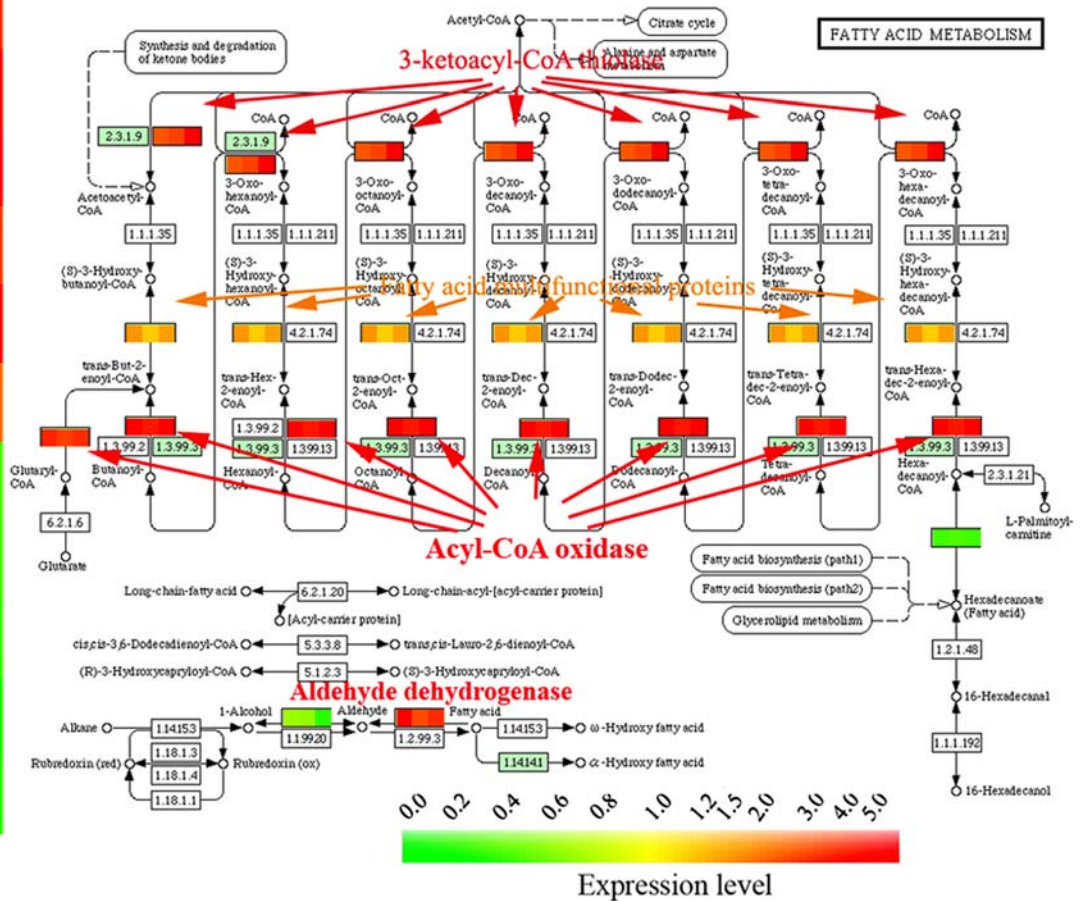 Acetyl-CoA
Citrate cycle
FATTY ACID METABOLISM
Synthesis and degradation
of ketone bodies
Alanine and aspartate
metabolism
3-ketoacyl-CoA thiolase
CoA
CoA
CoA
CoA
CoA
CoA
2.3.1.9
2.3.1.9
Acetoacetyl-
CoA
3-Oxo-
hexanoyl-
CoA
3-Oxo-
octanoyl-
CoA
3-Oxo-
decanoyl-
CoA
3-Oxo-
dodecanoyl-
CoA
3-Oxo-
tetra-
decanoyl-
CoA
3-Oxo-
hexa-
decanoyl-
CoA
1.1.1.35
1.1.1.35 1.1.1.211
1.1.1.35 1.1.1.211
1.1.1.35 1.1.1.211
1.1.1.35 1.1.1.211
1.1.1.35 1.1.1.211
1.1.1.35 1.1.1.211
(S)-3-Hydroxy-
butanoyl-CoA
(S)-3-
Hydroxy-
hexanoyl-
CoA
(S)-3-
Hydroxy-
octanoyl-
CoA
(S)-3-
Hydroxy-
decanoyl-
CoA
(S)-3-
Hydroxy-
dodecanoyl-
CoA
(S)-3-
Hydroxy-
tetra-
decanoyl-
CoA
(S)-3-
Hydroxy-
hexa-
decanoyl-
CoA
Fatty acid multifunctional proteins
4.2.1.74
4.2.1.74
4.2.1.74
4.2.1.74
4.2.1.74
4.2.1.74
trans-But-2-
enoyl-CoA
trans-Hex-
2-enoyl-
CoA
trans-Oct-
2-enoyl-
CoA
trans-Dec-
2-enoyl-
CoA
trans-Dodec-
2-enoyl-
CoA
trans-Tetra-
dec-2-enoyl-
CoA
trans-Hexa-
dec-2-enoyl-
CoA
1.3.99.2 1.3.99.3
1.3.99.2
1.3.99.3 1.3.99.13
1.3.99.3 1.3.99.13
1.3.99.3 1.3.99.13
1.3.99.3 1.3.99.13
1.3.99.3 1.3.99.13
1.3.99.3 1.3.99.13
Glutaryl-
CoA
Butanoyl-
CoA
Hexanoyl-
CoA
Octanoyl-
CoA
Decanoyl-
CoA
Dodecanoyl-
CoA
Tetra-
decanoyl-
CoA
Hexa-
decanoyl-
CoA
2.3.1.21
L-Palmitoyl-
carnitine
6.2.1.6
Glutarate
Acyl-CoA oxidase
Fatty acid biosynthesis (path1)
Fatty acid biosynthesis (path2)
Glycerolipid metabolism
Hexadecanoate
(Fatty acid)
Long-chain-fatty acid 6.2.1.20 Long-chain-acyl-[acyl-carrier protein]
[Acyl-carrier protein]
cis,cis-3,6-Dodecadienoyl-CoA 5.3.3.8 trans,cis-Lauro-2,6-dienoyl-CoA
(R)-3-Hydroxycapryloyl-CoA 5.1.2.3 (S)-3-Hydroxycapryloyl-CoA
1.2.1.48
16-Hexadecanal
1.1.1.192
16-Hexadecanol
Aldehyde dehydrogenase
1-Alcohol Aldehyde Fatty acid
Alkane 1.14.15.3 1.1.99.20 1.2.99.3 1.14.15.3 ω-Hydroxy fatty acid
1.18.1.3
Rubredoxin (red) Rubredoxin (ox) 1.14.14.1 α-Hydroxy fatty acid
1.18.1.4
1.18.1.1
0.0 0.2 0.4 0.6 0.8 1.0 1.2 1.5 2.0 3.0 4.0 5.0
Expression level